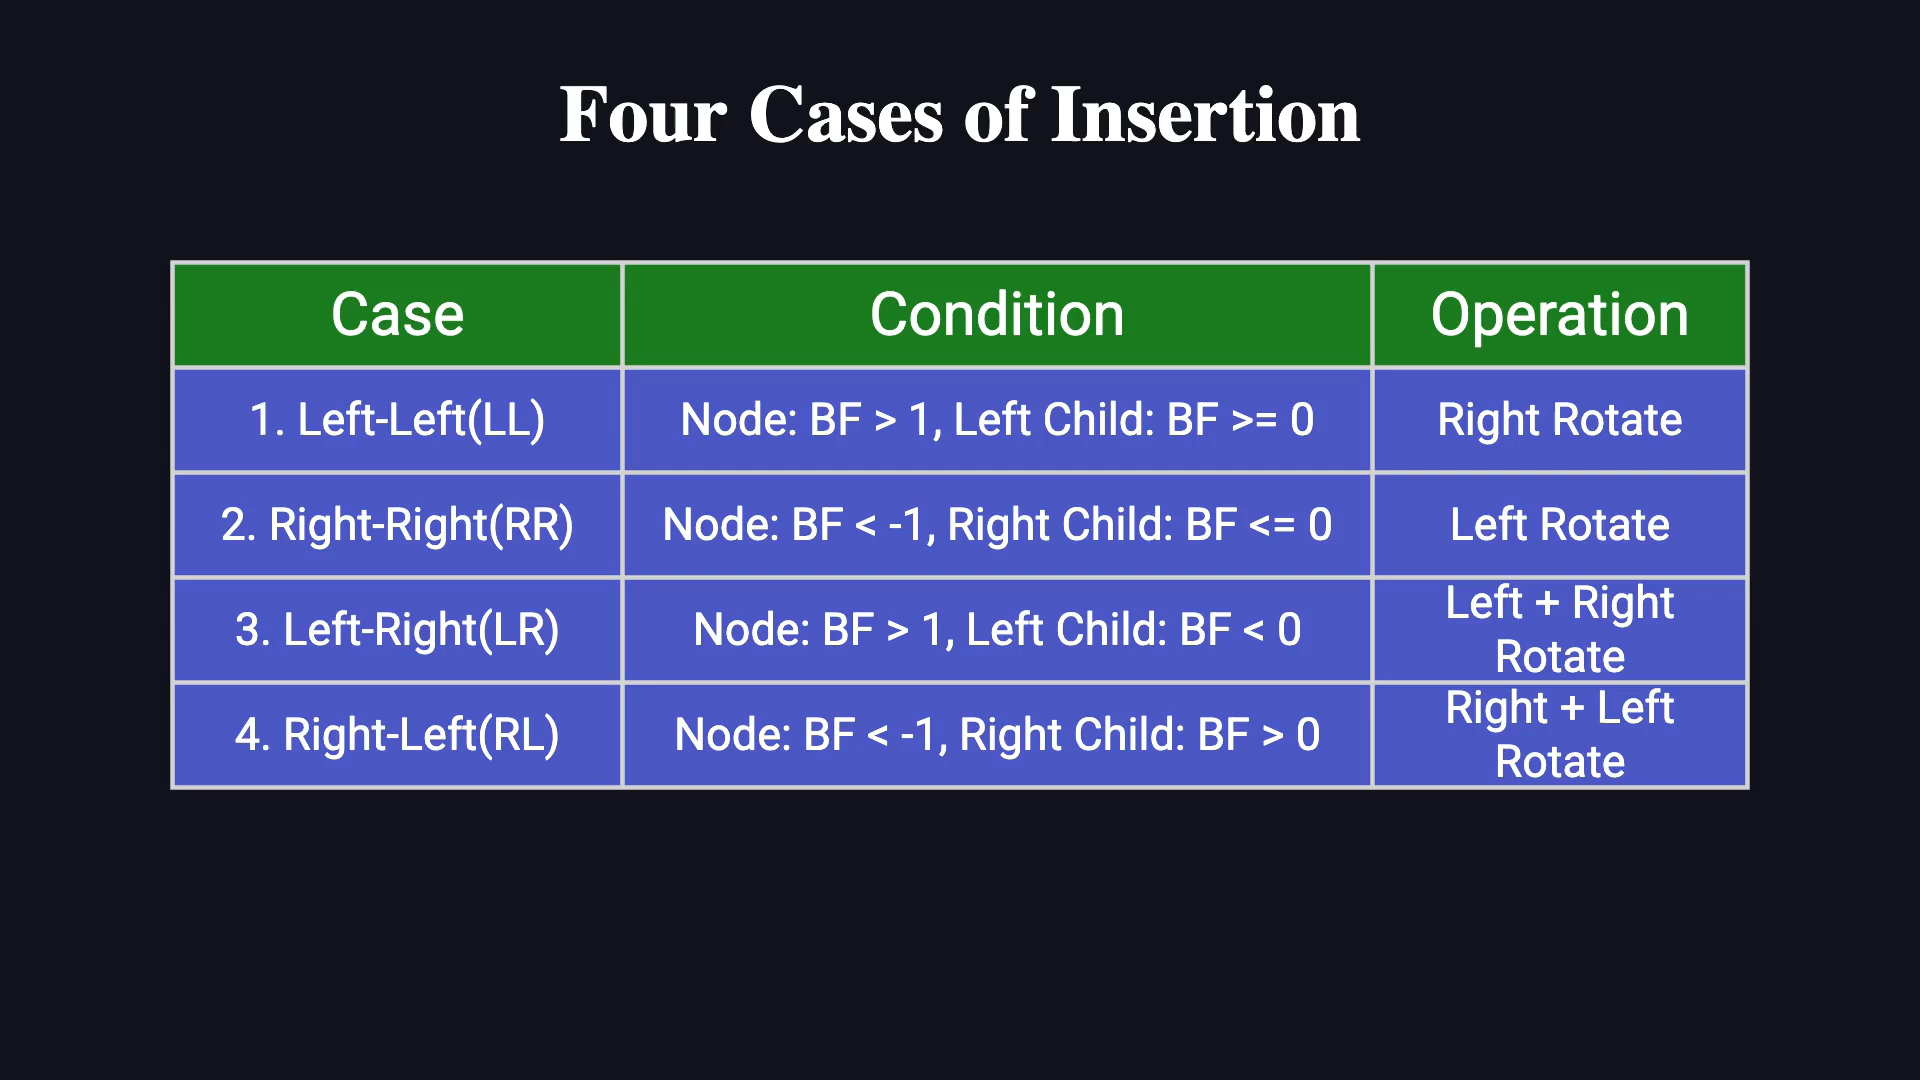 Four Cases of Insertion
Case Condition Operation
1. Left-Left(LL) Node: BF > 1, Left Child: BF >= 0 Right Rotate
2. Right-Right(RR) Node: BF < -1, Right Child: BF <= 0 Left Rotate
3. Left-Right(LR) Node: BF > 1, Left Child: BF < 0 Left + Right
Rotate
4. Right-Left(RL) Node: BF < -1, Right Child: BF > 0 Right + Left
Rotate